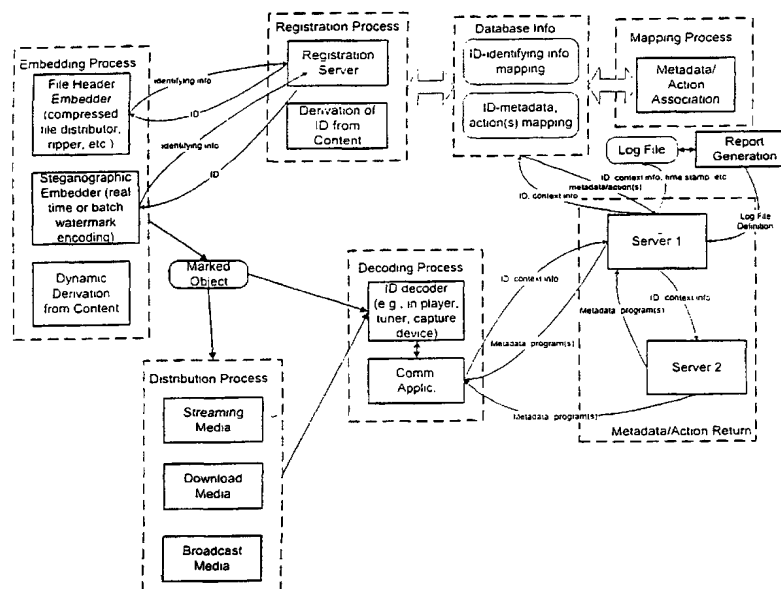 Embedding Process
File Header
Embedder
(compressed
file distributor,
ripper, etc.)
Steganographic
Embedder (real
time or batch
watermark
encoding)
Dynamic
Derivation
from Content
identifying info
ID
identifying info
ID
Registration Process
Registration
Server
Derivation of
ID from
Content
Database Info
ID-identifying info
mapping
ID-metadata,
action(s) mapping
Mapping Process
Metadata/
Action
Association
Log File
Report
Generation
ID, context info, time stamp, etc
metadata/action(s)
ID, context info
Log File
Definition
Marked
Object
Decoding Process
ID decoder
(e.g., in player,
tuner, capture
device)
Comm
Applic.
ID, context info
Metadata, program(s)
Server 1
ID, context info
Metadata, program(s)
Server 2
Metadata, program(s)
Metadata/Action Return
Distribution Process
Streaming
Media
Download
Media
Broadcast
Media